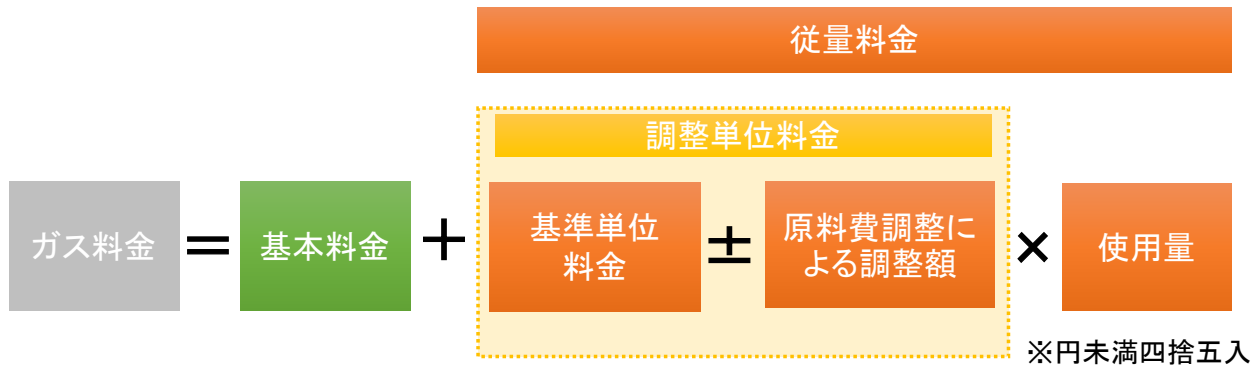 従量料金
調整単位料金
ガス料金
=
基本料金
+
基準単位
料金
±
原料費調整に
よる調整額
×
使用量
※円未満四捨五入